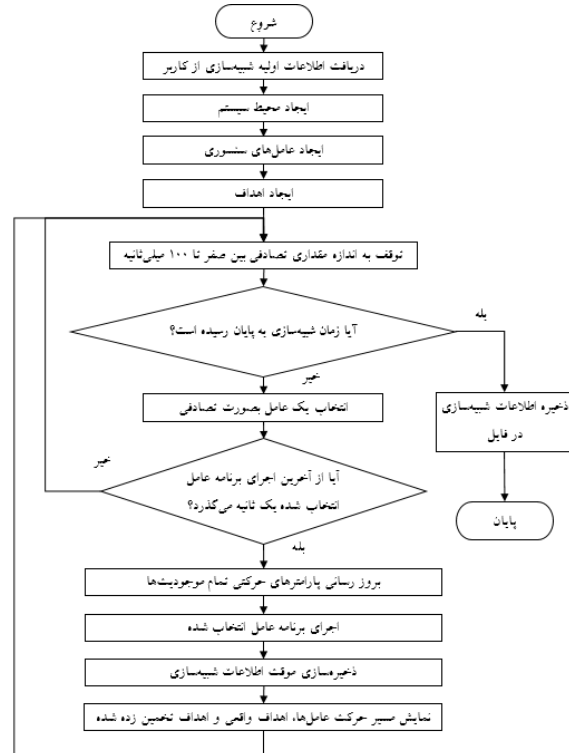 شروع
دریافت اطلاعات اولیه شبیه‌سازی از کاربر
ایجاد محیط سیستم
ایجاد عامل‌های سنسوری
ایجاد اهداف
توقف به اندازه مقداری تصادفی بین صفر تا ۱۰۰ میلی‌ثانیه
آیا زمان شبیه‌سازی به پایان رسیده است؟
بله
خیر
ذخیره اطلاعات شبیه‌سازی
در فایل
پایان
انتخاب یک عامل بصورت تصادفی
آیا از آخرین اجرای برنامه عامل
انتخاب شده یک ثانیه می‌گذرد؟
خیر
بله
بروز رسانی پارامترهای حرکتی تمام موجودیت‌ها
اجرای برنامه عامل انتخاب شده
ذخیره‌سازی موقت اطلاعات شبیه‌سازی
نمایش مسیر حرکت عامل‌ها، اهداف واقعی و اهداف تخمین زده شده